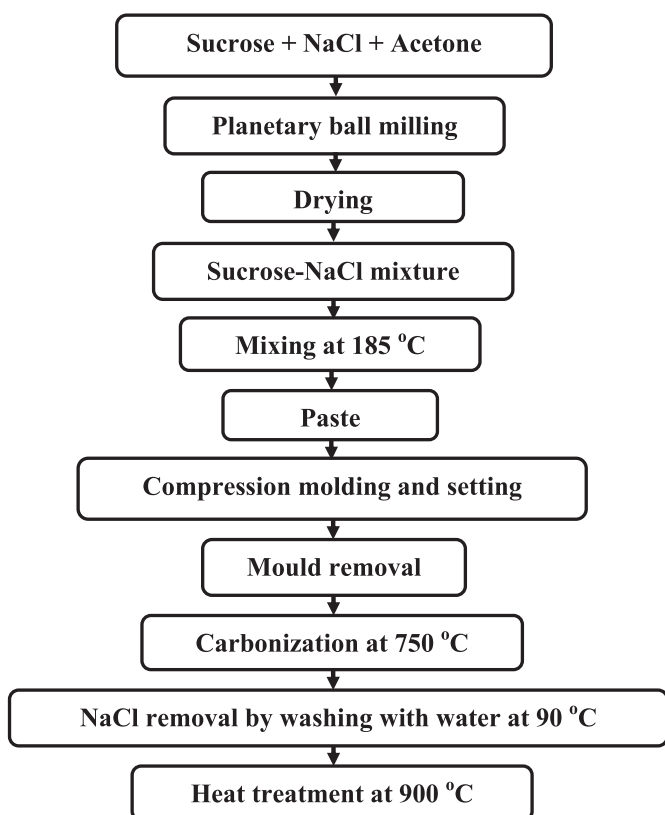 Sucrose + NaCl + Acetone
Planetary ball milling
Drying
Sucrose-NaCl mixture
Mixing at 185 °C
Paste
Compression molding and setting
Mould removal
Carbonization at 750 °C
NaCl removal by washing with water at 90 °C
Heat treatment at 900 °C